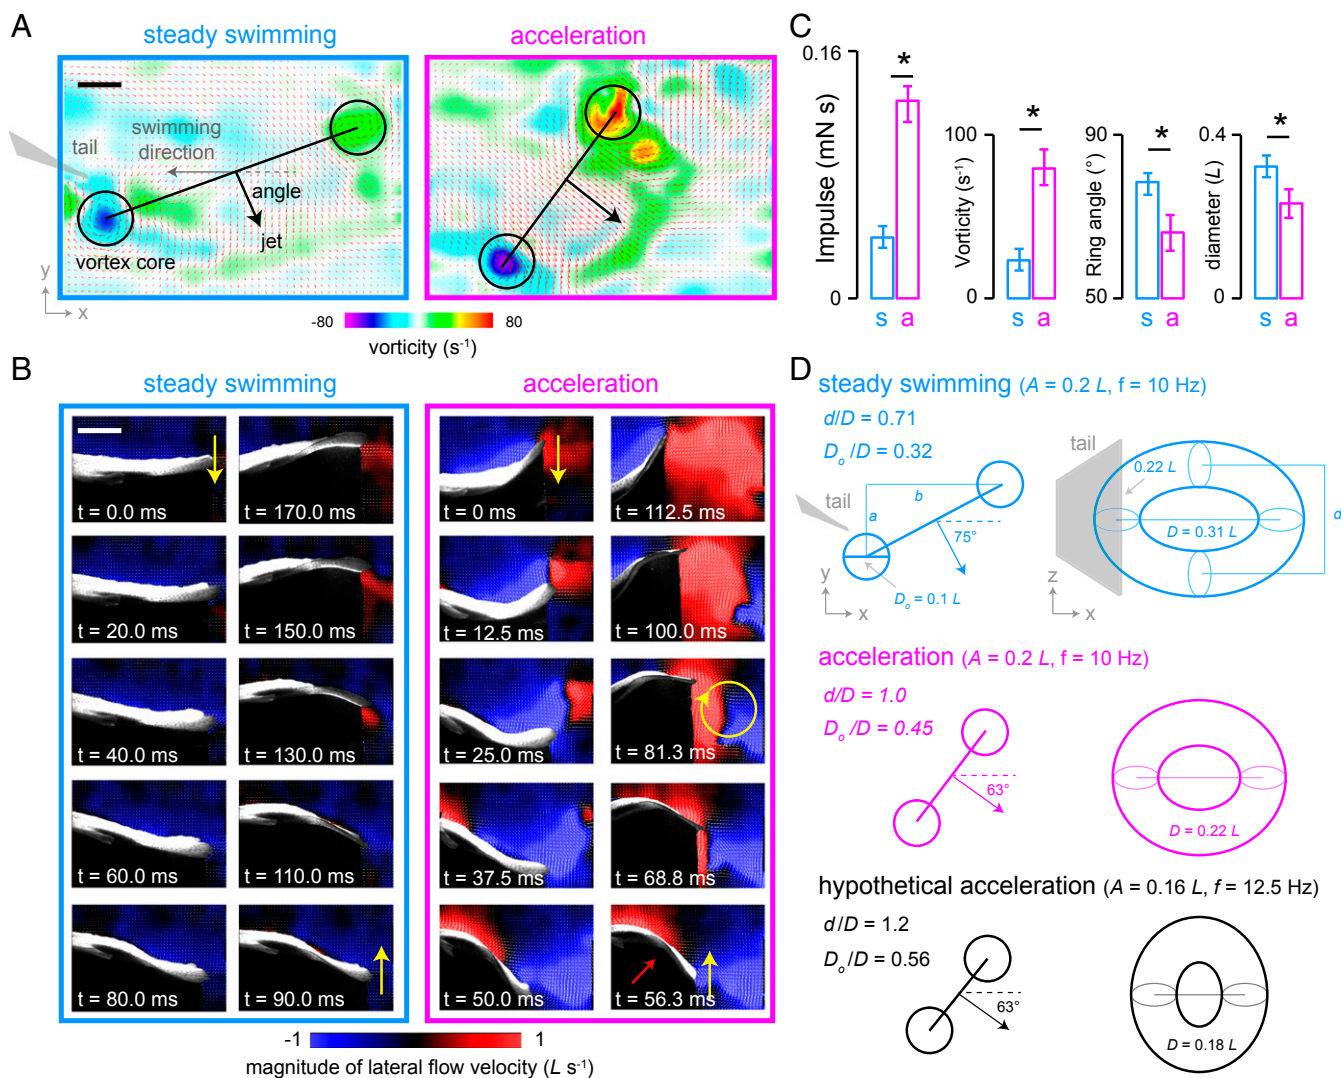 A
steady swimming
acceleration
swimming
direction
tail
angle
jet
vortex core
y
x
-80
80
vorticity (s⁻¹)
B
steady swimming
acceleration
t = 0.0 ms
t = 170.0 ms
t = 0 ms
t = 112.5 ms
t = 20.0 ms
t = 150.0 ms
t = 12.5 ms
t = 100.0 ms
t = 40.0 ms
t = 130.0 ms
t = 25.0 ms
t = 81.3 ms
t = 60.0 ms
t = 110.0 ms
t = 37.5 ms
t = 68.8 ms
t = 80.0 ms
t = 90.0 ms
t = 50.0 ms
t = 56.3 ms
-1
1
magnitude of lateral flow velocity (L s⁻¹)
C
0.16
Impulse (mN s)
0
*
s a
100
Vorticity (s⁻¹)
0
*
s a
90
Ring angle (°)
50
*
s a
0.4
diameter (L)
0
*
s a
D
steady swimming (A = 0.2 L, f = 10 Hz)
d/D = 0.71
Dₒ/D = 0.32
tail
b
a
75°
Dₒ = 0.1 L
y
x
tail
0.22 L
D = 0.31 L
d
z
x
acceleration (A = 0.2 L, f = 10 Hz)
d/D = 1.0
Dₒ/D = 0.45
63°
D = 0.22 L
hypothetical acceleration (A = 0.16 L, f = 12.5 Hz)
d/D = 1.2
Dₒ/D = 0.56
63°
D = 0.18 L